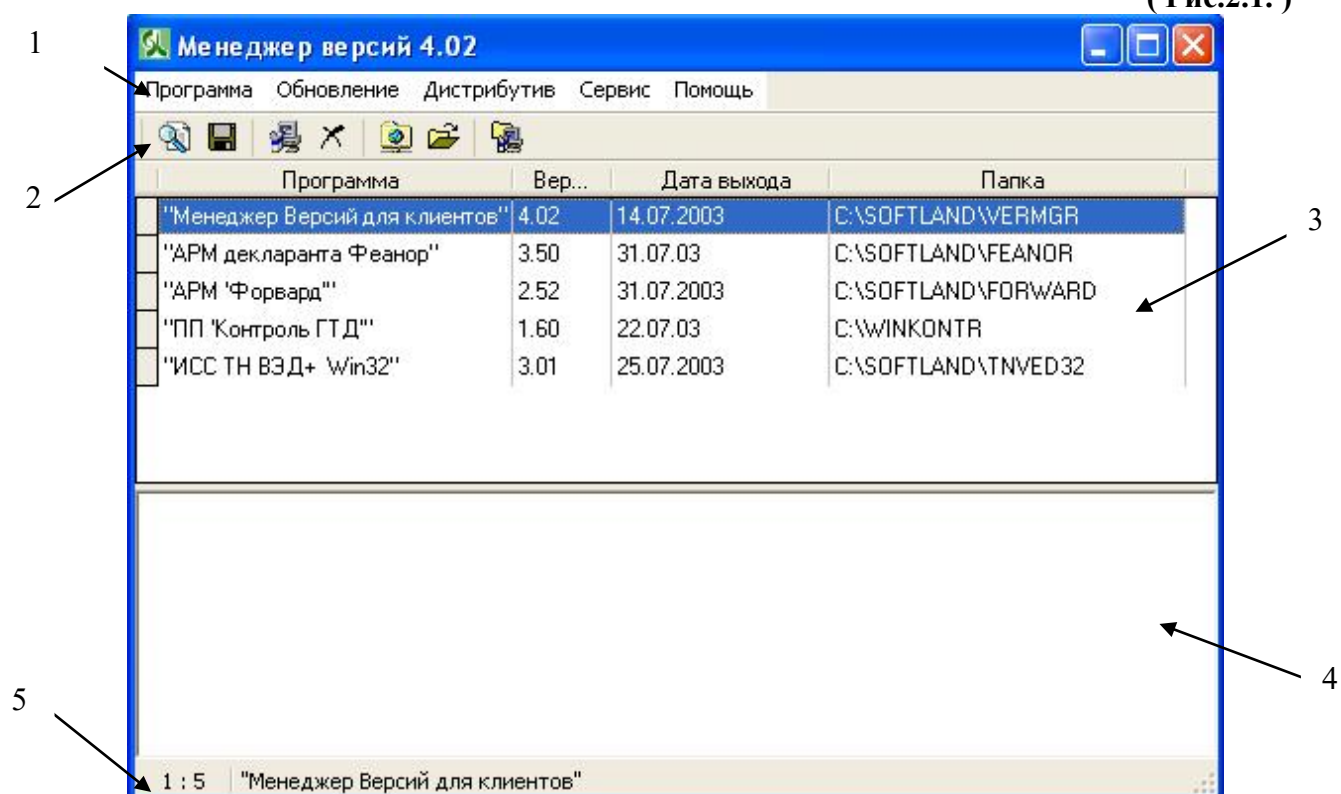 ( Рис.2.1. )
1
Менеджер версий 4.02
Программа Обновление Дистрибутив Сервис Помощь
2
Программа Вер... Дата выхода Папка
"Менеджер Версий для клиентов" 4.02 14.07.2003 C:\SOFTLAND\VERMGR
3
"АРМ декларанта Феанор" 3.50 31.07.03 C:\SOFTLAND\FEANOR
"АРМ 'Форвард'" 2.52 31.07.2003 C:\SOFTLAND\FORWARD
"ПП 'Контроль ГТД'" 1.60 22.07.03 C:\WINKONTR
"ИСС ТН ВЭД+ Win32" 3.01 25.07.2003 C:\SOFTLAND\TNVED32
4
5
1 : 5 "Менеджер Версий для клиентов"